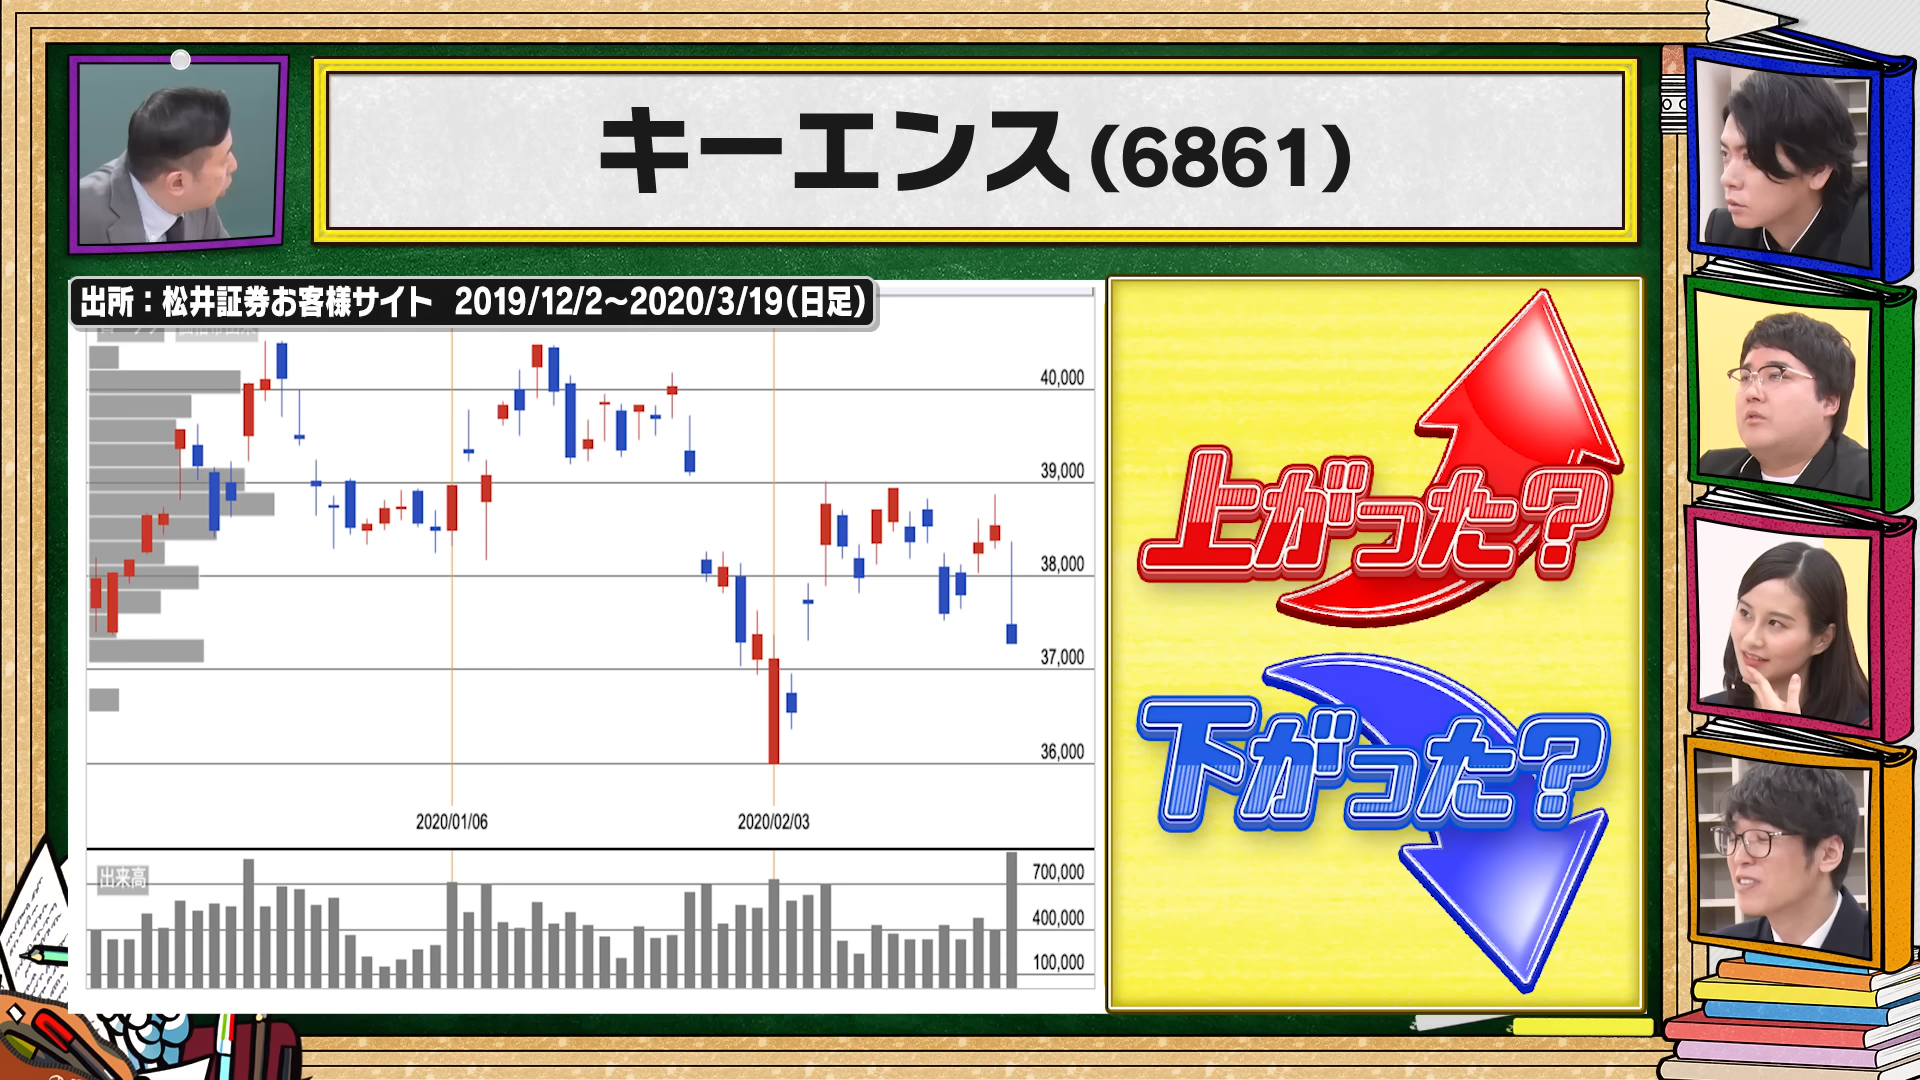 キーエンス(6861)
出所：松井証券お客様サイト 2019/12/2～2020/3/19(日足)
40,000
39,000
38,000
37,000
36,000
2020/01/06
2020/02/03
出来高
700,000
400,000
100,000
上がった?
下がった?